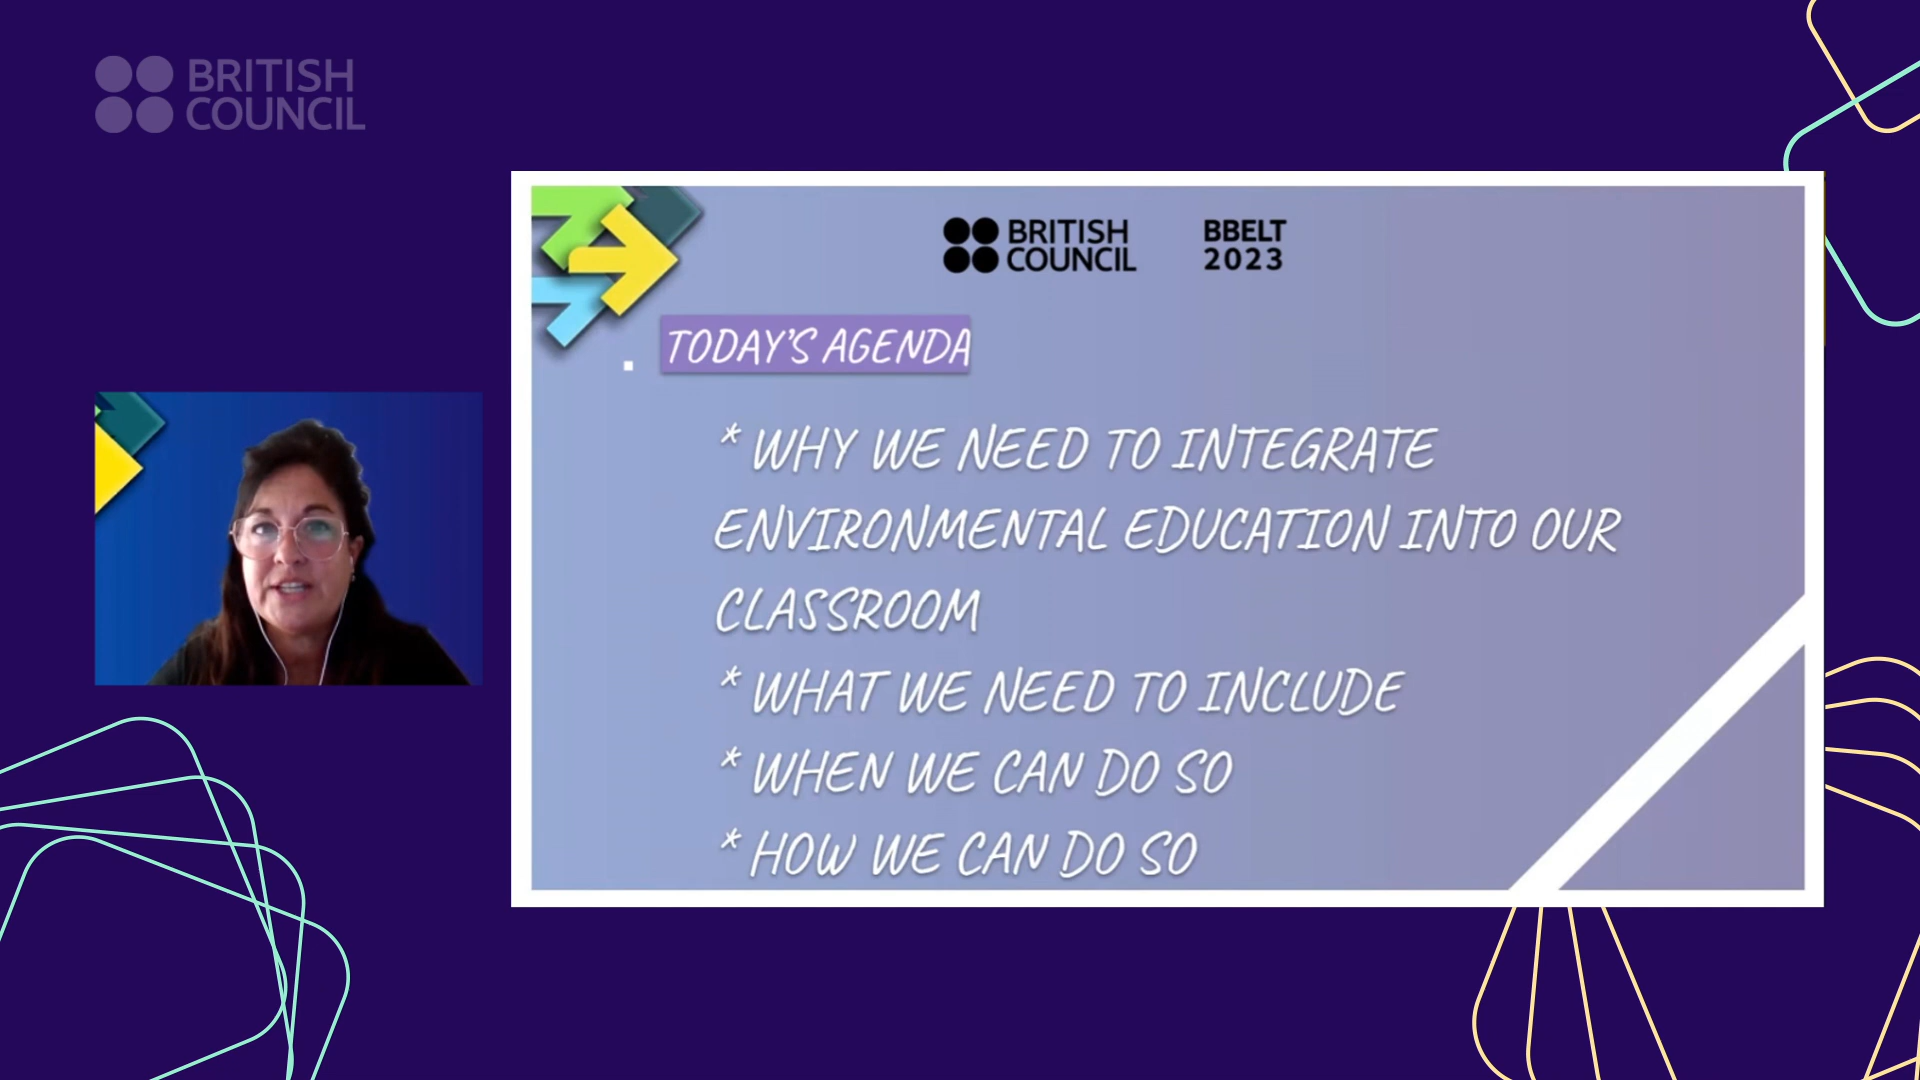 BRITISH
COUNCIL
BRITISH
COUNCIL
BBELT
2023
TODAY'S AGENDA
* WHY WE NEED TO INTEGRATE
ENVIRONMENTAL EDUCATION INTO OUR
CLASSROOM
* WHAT WE NEED TO INCLUDE
* WHEN WE CAN DO SO
* HOW WE CAN DO SO